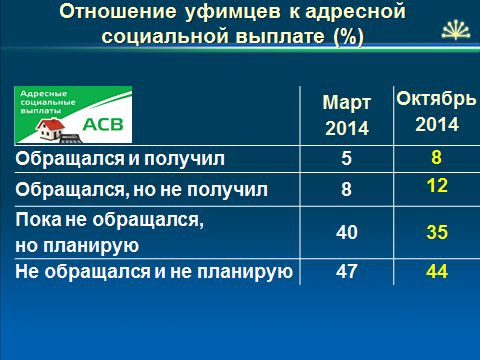 Отношение уфимцев к адресной
социальной выплате (%)
Адресные
социальные
выплаты
АСВ
Март
2014
Октябрь
2014
Обращался и получил 5 8
Обращался, но не получил 8 12
Пока не обращался,
но планирую 40 35
Не обращался и не планирую 47 44